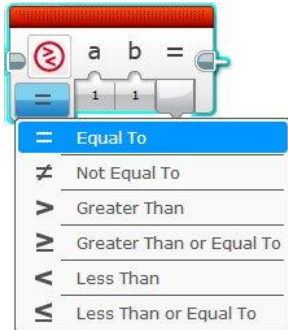 a b =
= 1 1
= Equal To
≠ Not Equal To
> Greater Than
≥ Greater Than or Equal To
< Less Than
≤ Less Than or Equal To